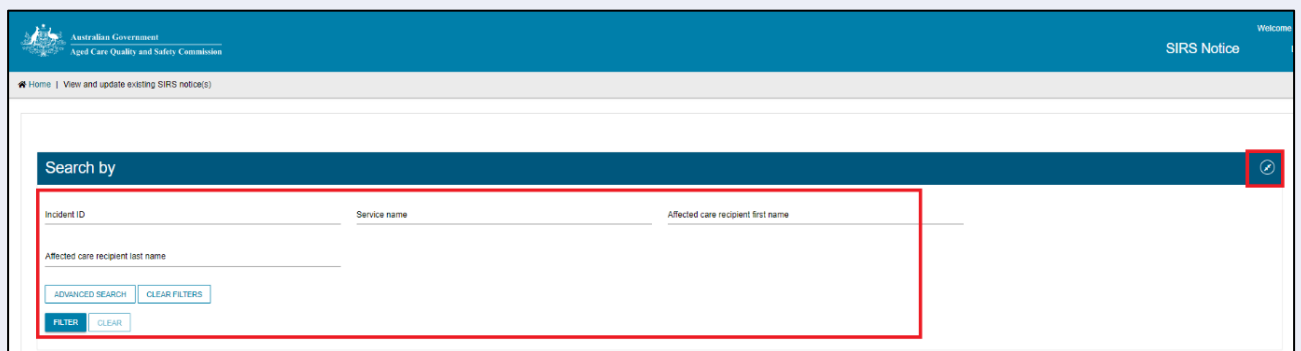 Australian Government
Aged Care Quality and Safety Commission
Welcome
SIRS Notice
Home | View and update existing SIRS notice(s)
Search by
Incident ID Service name Affected care recipient first name
Affected care recipient last name
ADVANCED SEARCH CLEAR FILTERS
FILTER CLEAR